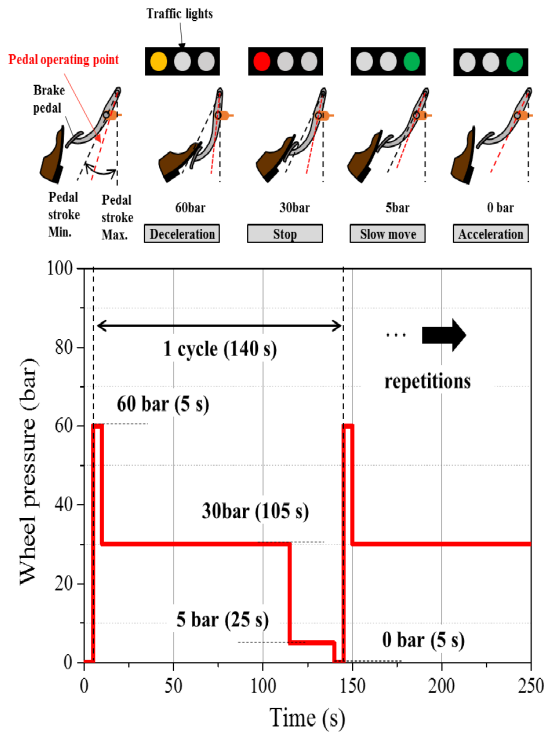 Traffic lights
Pedal operating point
Brake
pedal
Pedal
stroke
Min.
Pedal
stroke
Max.
60bar
30bar
5bar
0 bar
Deceleration
Stop
Slow move
Acceleration
100
80
60
40
20
0
Wheel pressure (bar)
1 cycle (140 s)
...
repetitions
60 bar (5 s)
30bar (105 s)
5 bar (25 s)
0 bar (5 s)
0
50
100
150
200
250
Time (s)